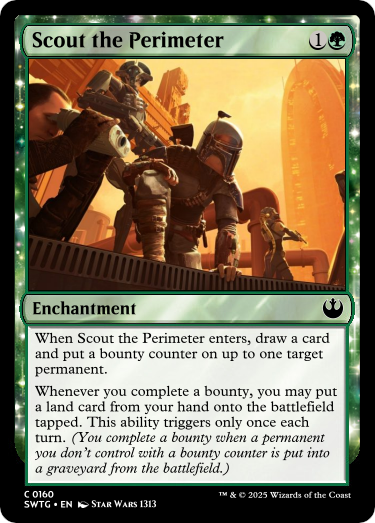 Scout the Perimeter 1
Enchantment
When Scout the Perimeter enters, draw a card
and put a bounty counter on up to one target
permanent.
Whenever you complete a bounty, you may put
a land card from your hand onto the battlefield
tapped. This ability triggers only once each
turn. (You complete a bounty when a permanent
you don't control with a bounty counter is put into
a graveyard from the battlefield.)
C 0160
SWTG • EN Star Wars 1313
™ & © 2025 Wizards of the Coast